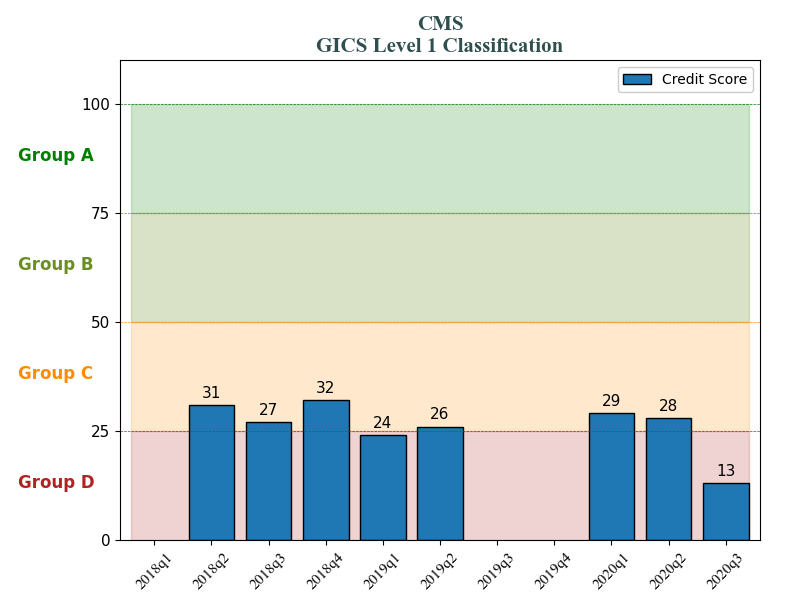 CMS
GICS Level 1 Classification
Credit Score
100
Group A
75
Group B
50
Group C
25
Group D
0
31
27
32
24
26
29
28
13
2018q1
2018q2
2018q3
2018q4
2019q1
2019q2
2019q3
2019q4
2020q1
2020q2
2020q3